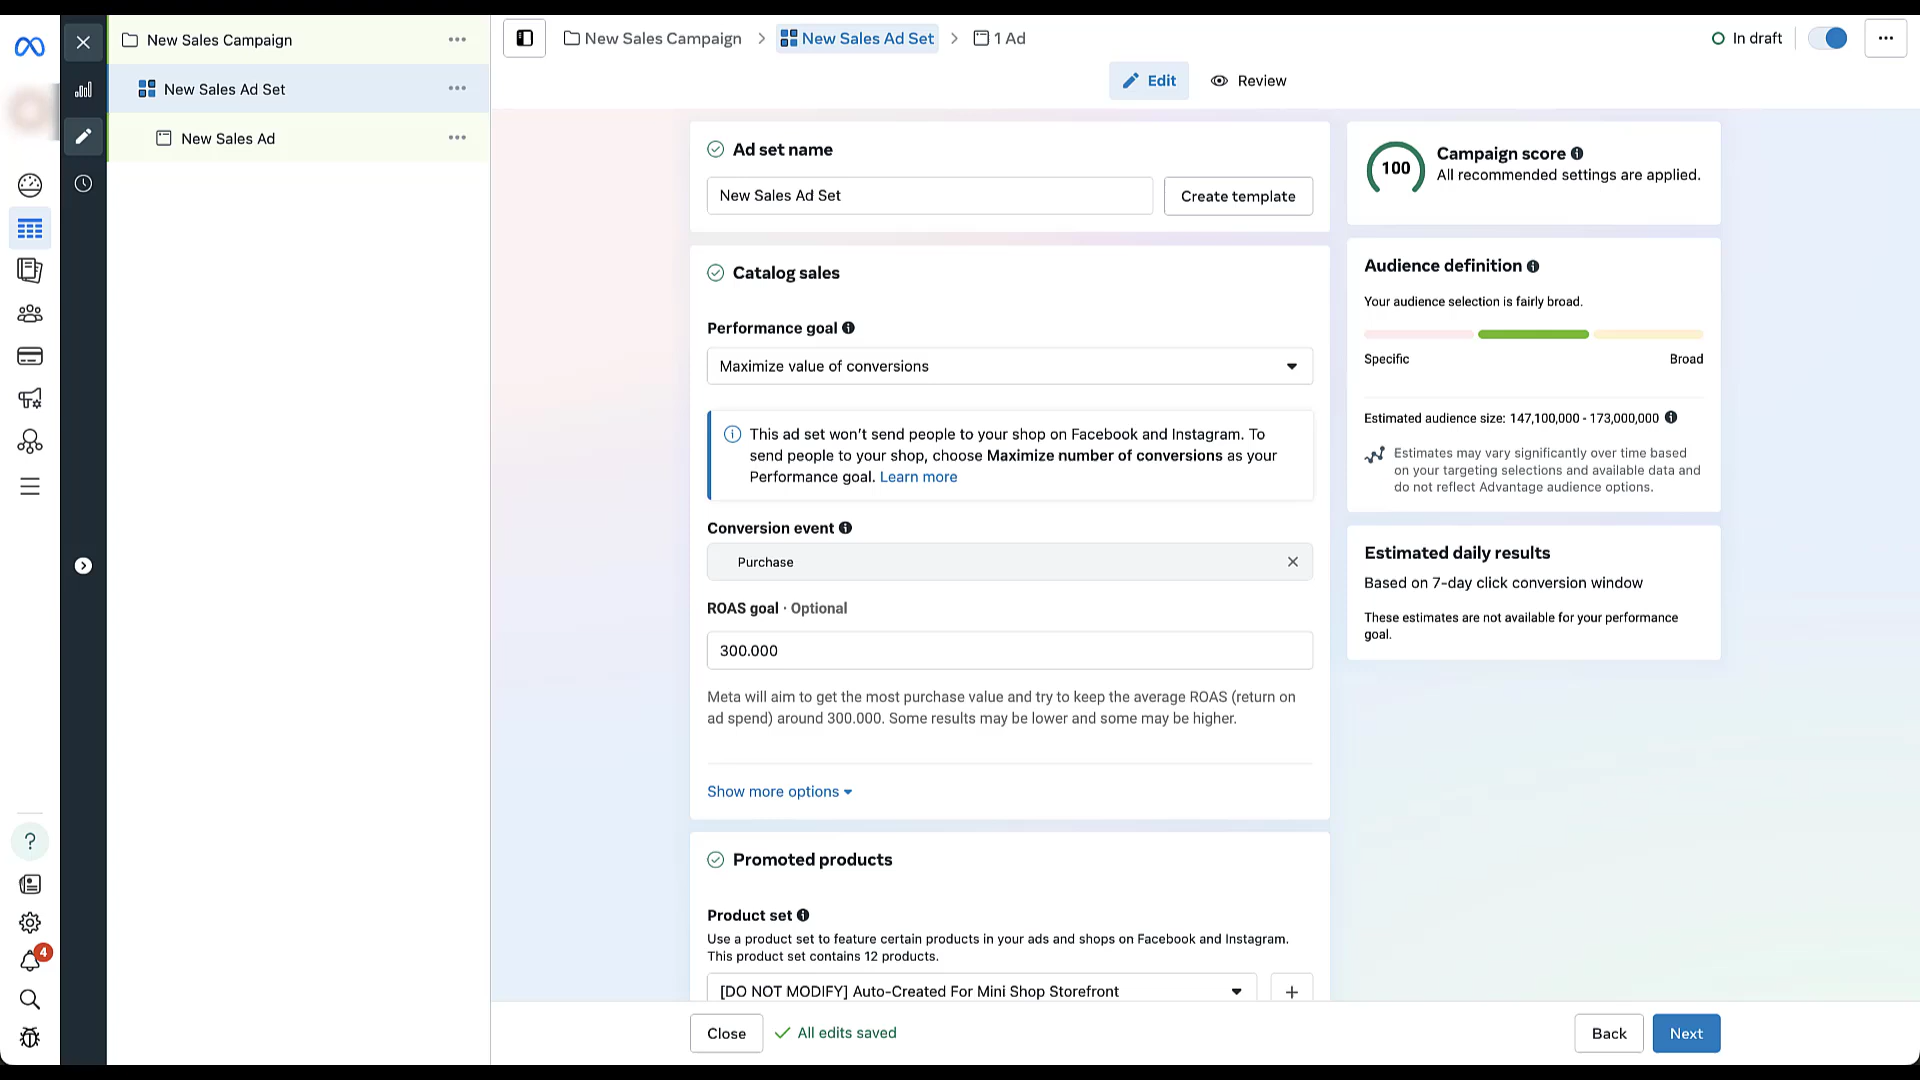 New Sales Campaign
New Sales Ad Set
New Sales Ad
4
New Sales Campaign
New Sales Ad Set
1 Ad
In draft
Edit
Review
Ad set name
New Sales Ad Set
Create template
Catalog sales
Performance goal
Maximize value of conversions
This ad set won't send people to your shop on Facebook and Instagram. To
send people to your shop, choose Maximize number of conversions as your
Performance goal. Learn more
Conversion event
Purchase
ROAS goal · Optional
300.000
Meta will aim to get the most purchase value and try to keep the average ROAS (return on
ad spend) around 300.000. Some results may be lower and some may be higher.
Show more options
Promoted products
Product set
Use a product set to feature certain products in your ads and shops on Facebook and Instagram.
This product set contains 12 products.
[DO NOT MODIFY] Auto-Created For Mini Shop Storefront
100
Campaign score
All recommended settings are applied.
Audience definition
Your audience selection is fairly broad.
Specific
Broad
Estimated audience size: 147,100,000 - 173,000,000
Estimates may vary significantly over time based
on your targeting selections and available data and
do not reflect Advantage audience options.
Estimated daily results
Based on 7-day click conversion window
These estimates are not available for your performance
goal.
Close
All edits saved
Back
Next